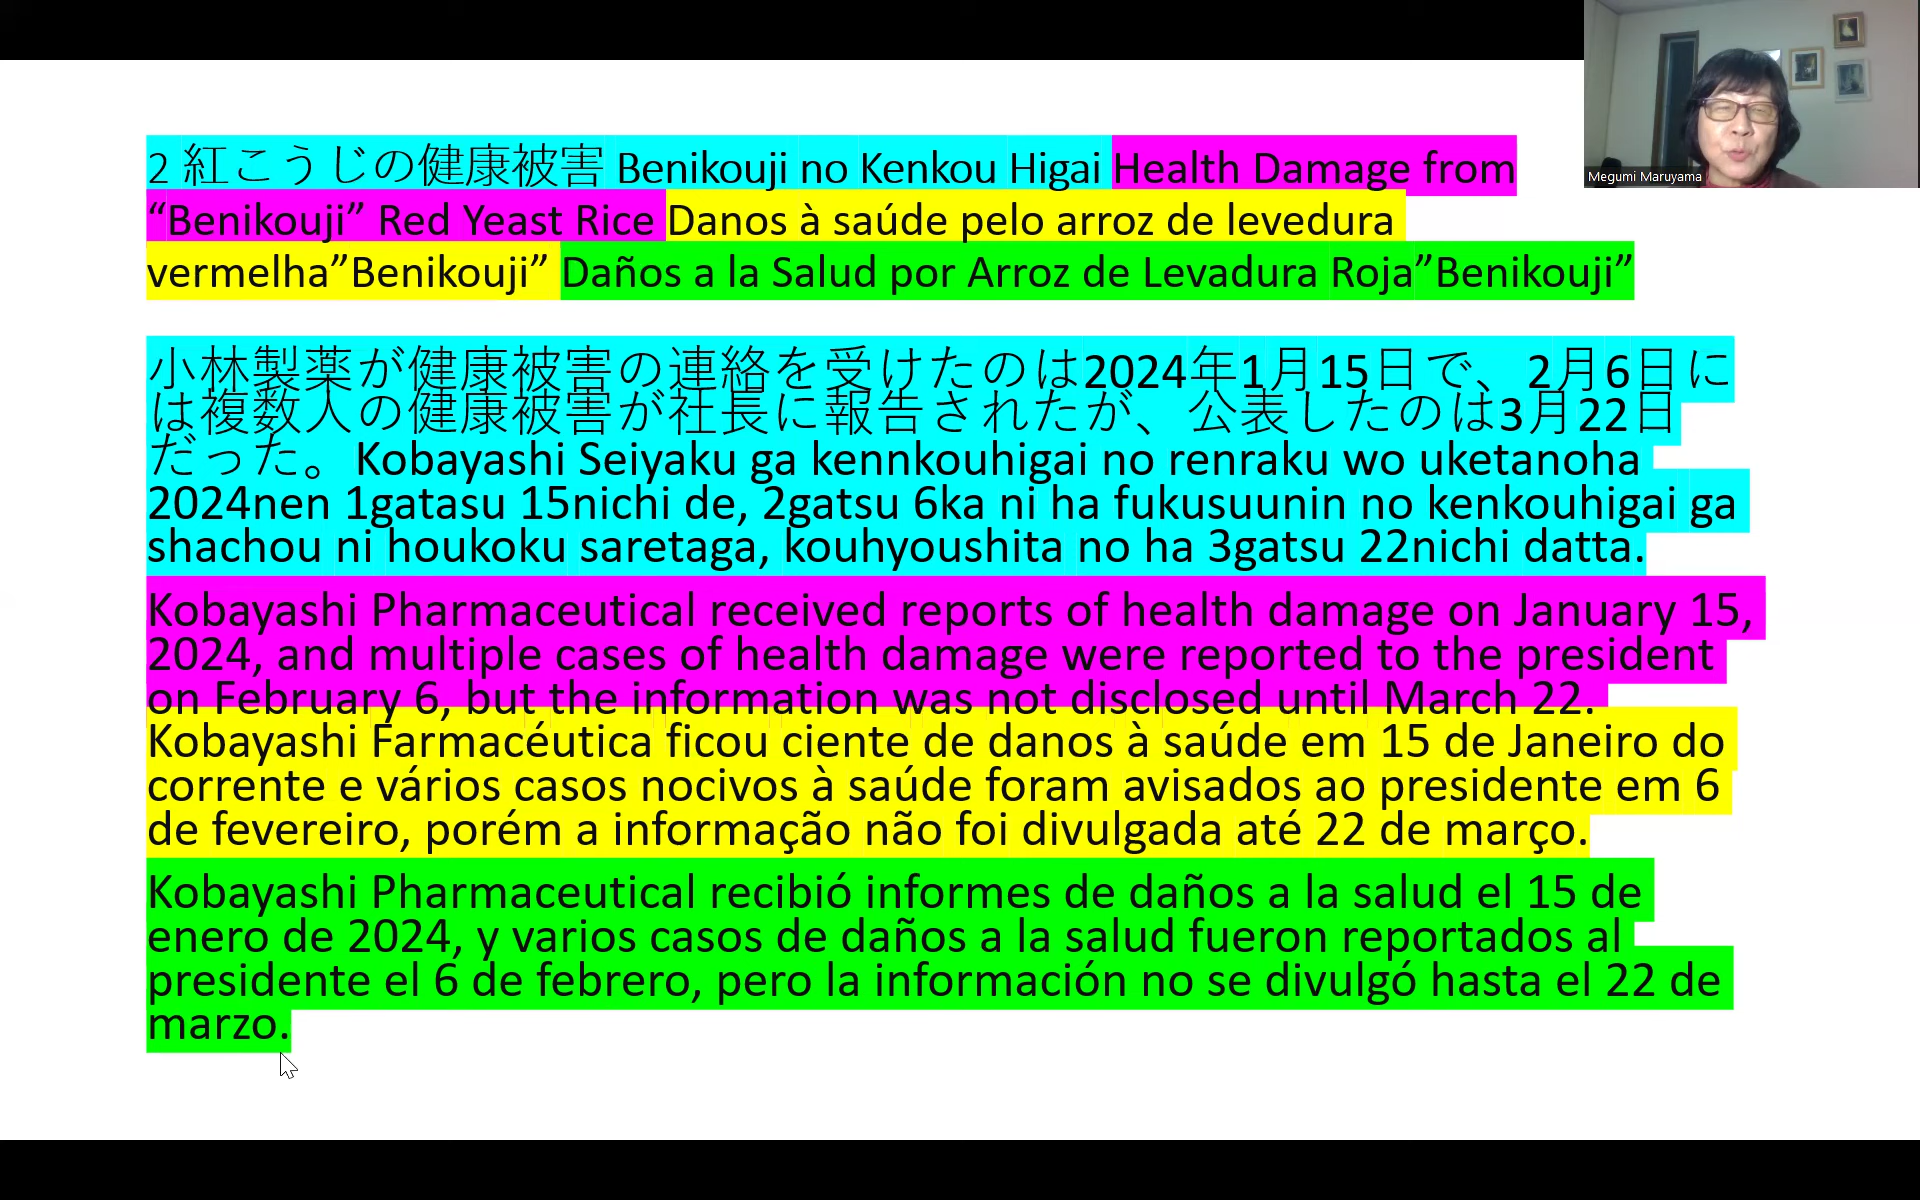 2 紅こうじの健康被害 Benikouji no Kenkou Higai Health Damage from
“Benikouji” Red Yeast Rice Danos à saúde pelo arroz de levedura
vermelha”Benikouji” Daños a la Salud por Arroz de Levadura Roja”Benikouji”
小林製薬が健康被害の連絡を受けたのは2024年1月15日で、2月6日に
は複数人の健康被害が社長に報告されたが、公表したのは3月22日
だった。Kobayashi Seiyaku ga kennkouhigai no renraku wo uketanoha
2024nen 1gatasu 15nichi de, 2gatsu 6ka ni ha fukusuunin no kenkouhigai ga
shachou ni houkoku saretaga, kouhyoushita no ha 3gatsu 22nichi datta.
Kobayashi Pharmaceutical received reports of health damage on January 15,
2024, and multiple cases of health damage were reported to the president
on February 6, but the information was not disclosed until March 22.
Kobayashi Farmacéutica ficou ciente de danos à saúde em 15 de Janeiro do
corrente e vários casos nocivos à saúde foram avisados ao presidente em 6
de fevereiro, porém a informação não foi divulgada até 22 de março.
Kobayashi Pharmaceutical recibió informes de daños a la salud el 15 de
enero de 2024, y varios casos de daños a la salud fueron reportados al
presidente el 6 de febrero, pero la información no se divulgó hasta el 22 de
marzo.
Megumi Maruyama